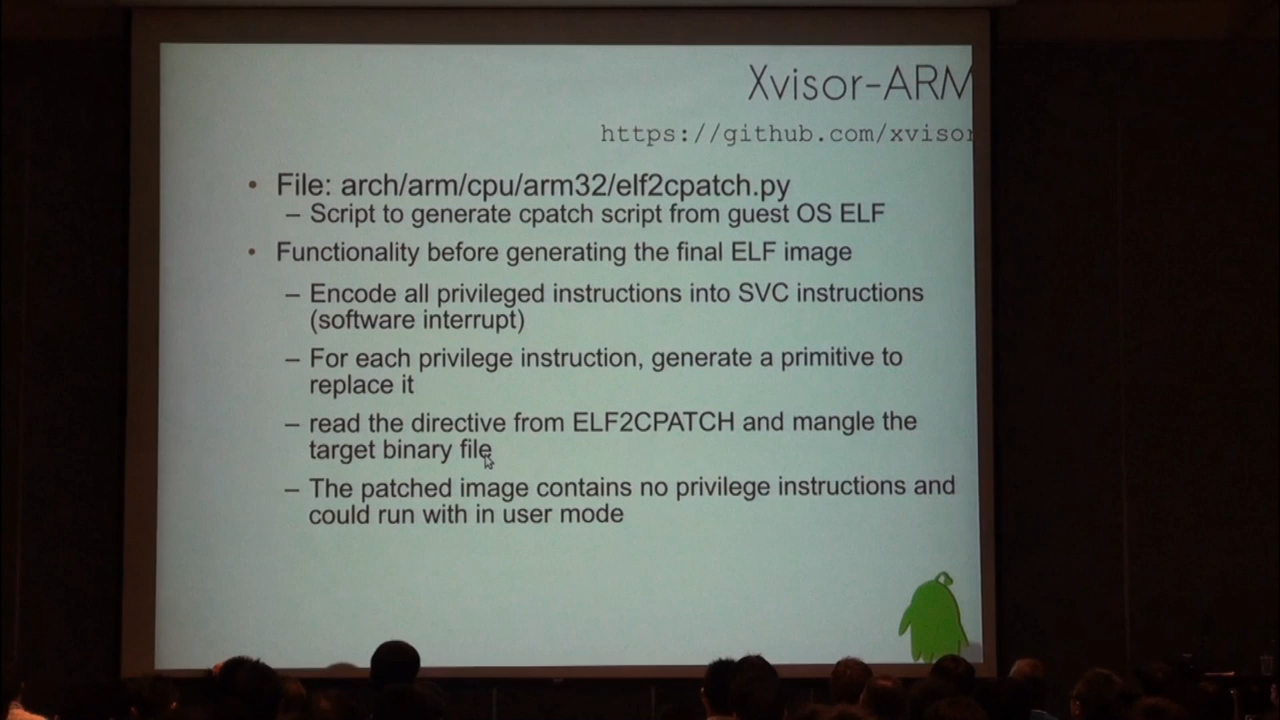 Xvisor-ARM
https://github.com/xvisor
• File: arch/arm/cpu/arm32/elf2cpatch.py
– Script to generate cpatch script from guest OS ELF
• Functionality before generating the final ELF image
– Encode all privileged instructions into SVC instructions
(software interrupt)
– For each privilege instruction, generate a primitive to
replace it
– read the directive from ELF2CPATCH and mangle the
target binary file
– The patched image contains no privilege instructions and
could run with in user mode